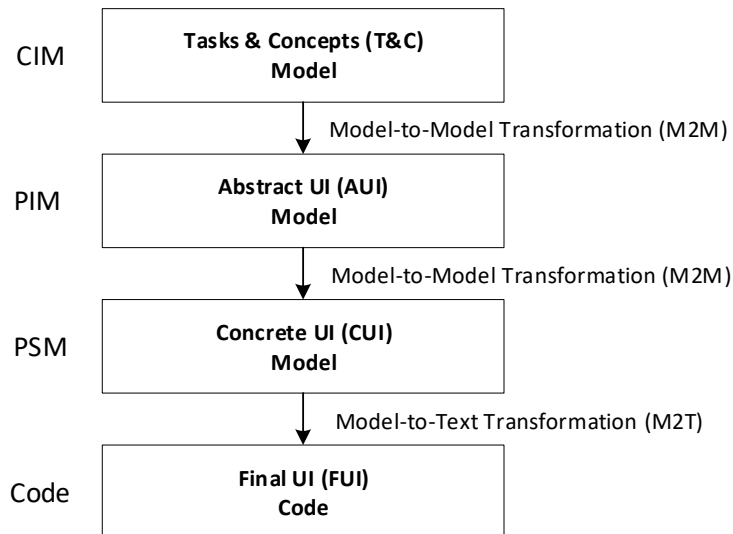 CIM
Tasks & Concepts (T&C)
Model
Model-to-Model Transformation (M2M)
PIM
Abstract UI (AUI)
Model
Model-to-Model Transformation (M2M)
PSM
Concrete UI (CUI)
Model
Model-to-Text Transformation (M2T)
Code
Final UI (FUI)
Code